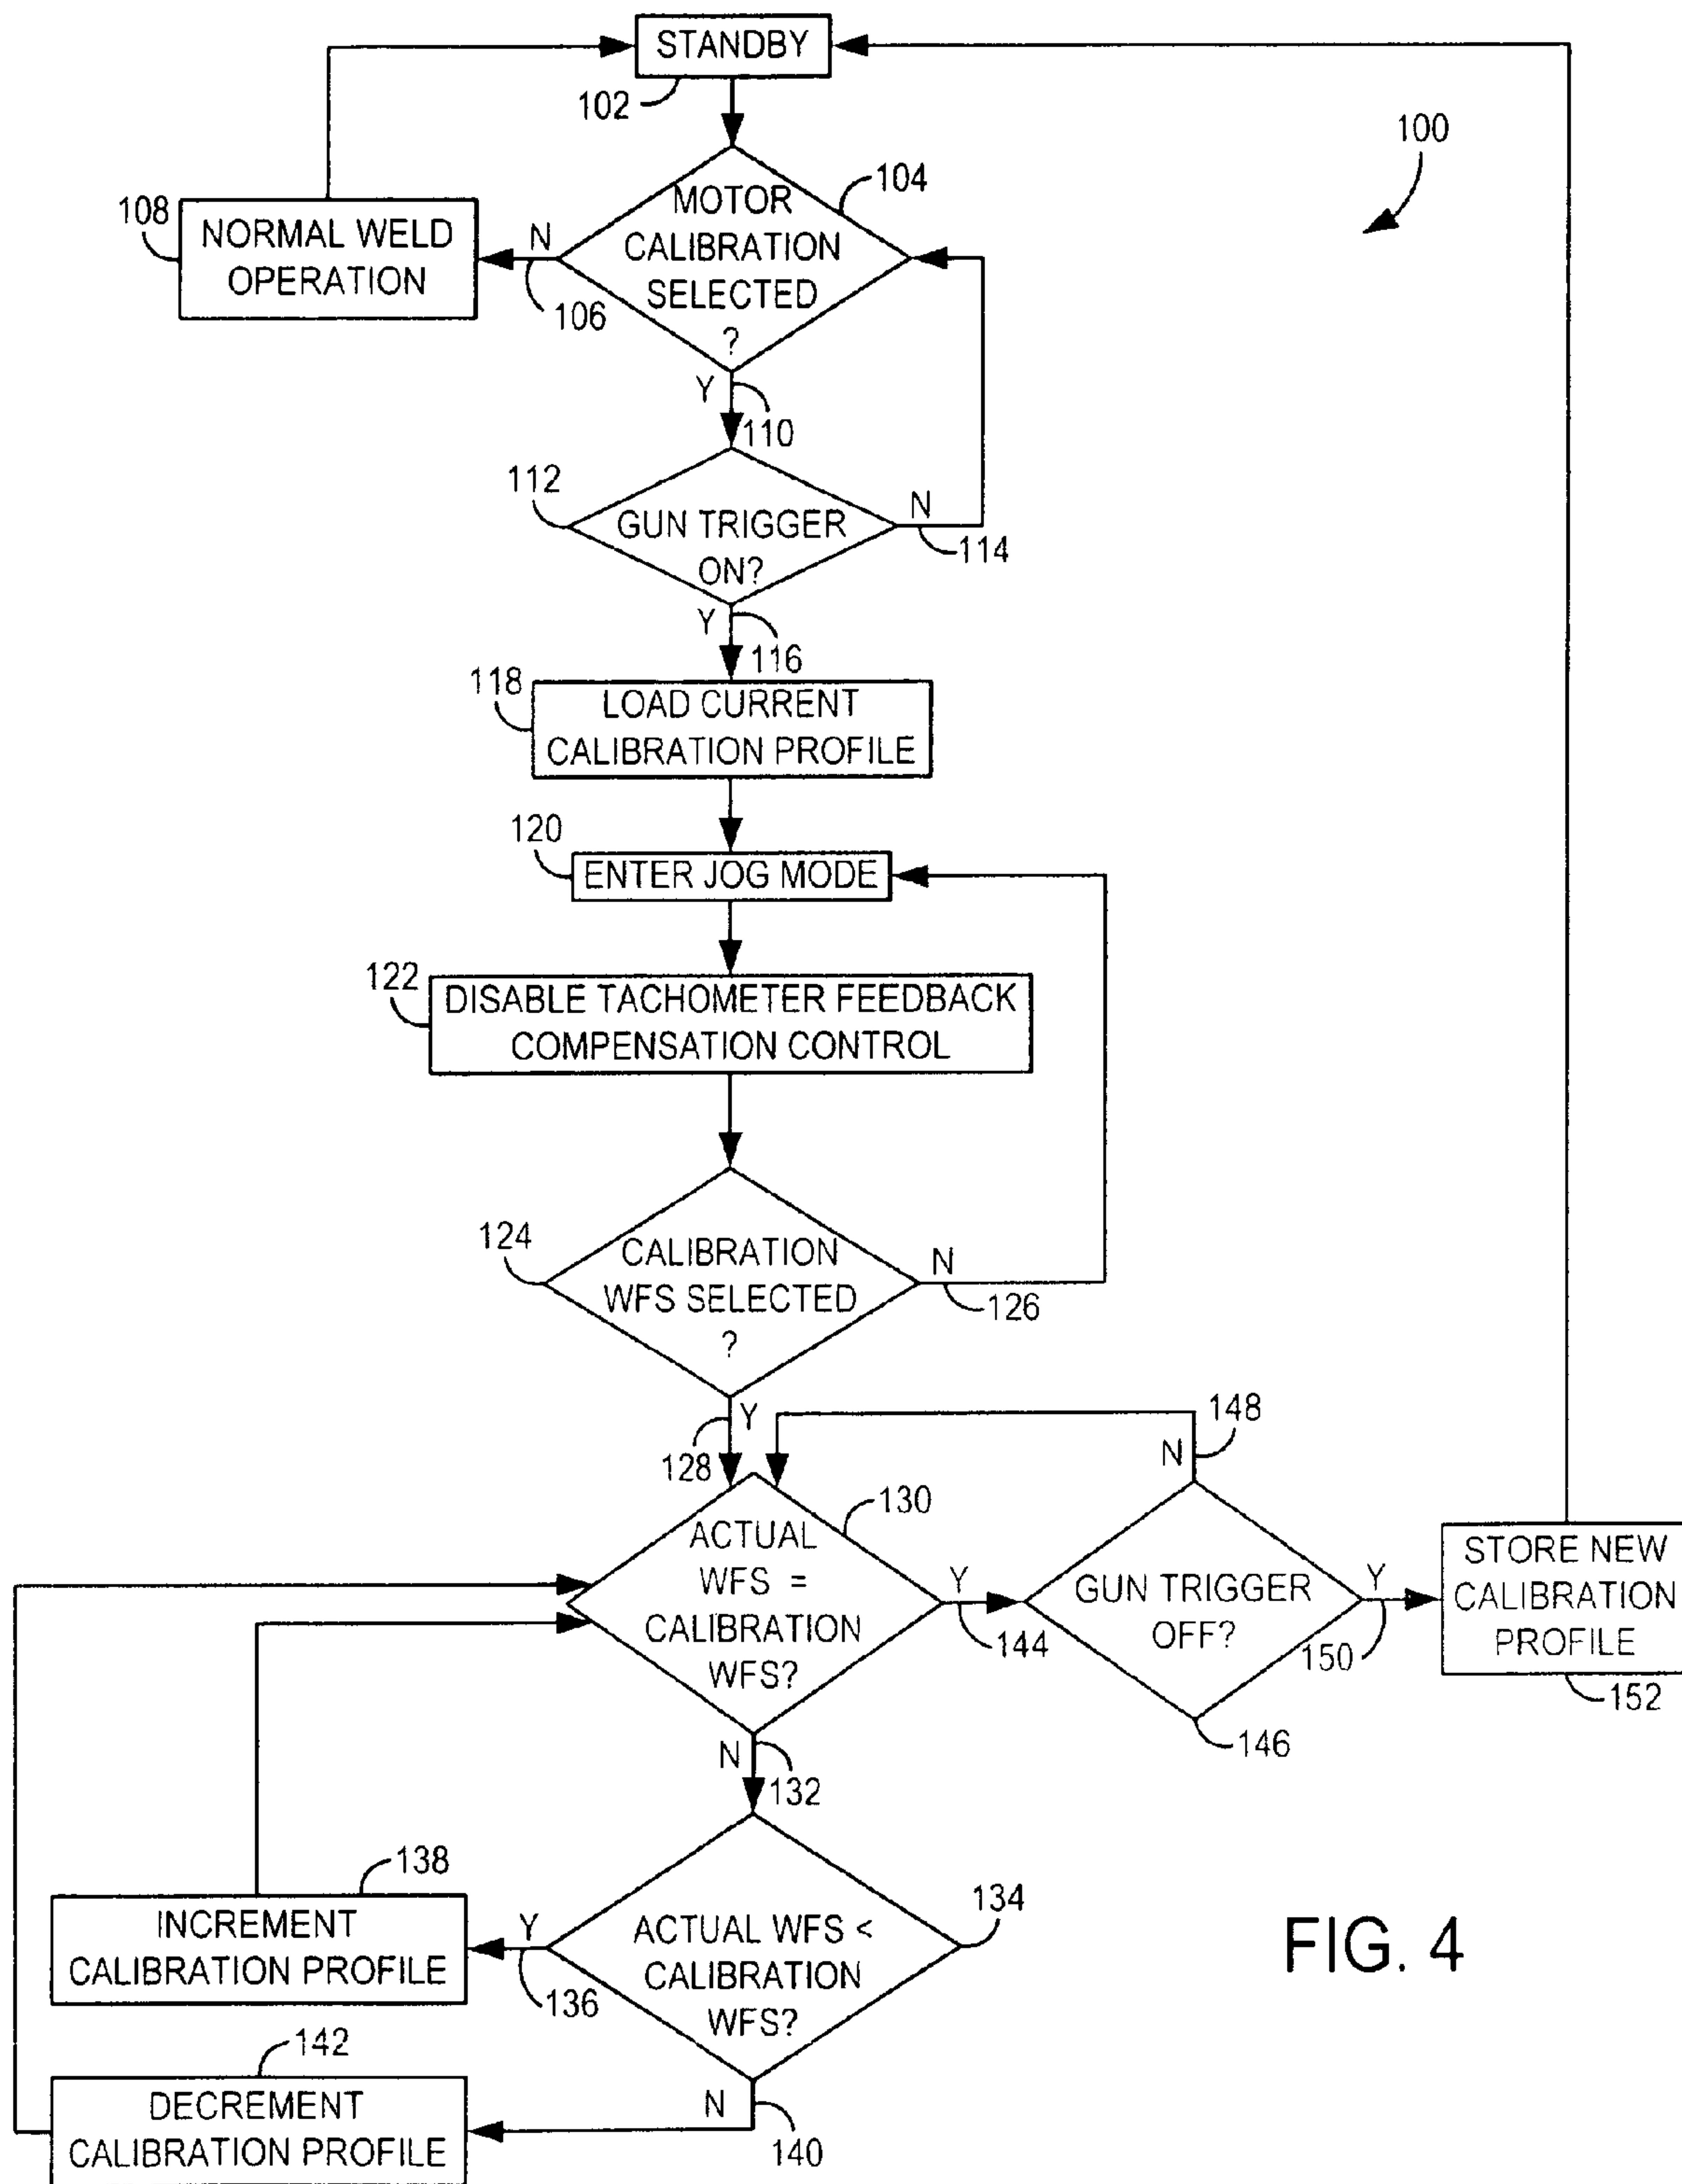 STANDBY
102
100
104
MOTOR
CALIBRATION
SELECTED
?
108
NORMAL WELD
OPERATION
N
106
Y
110
112
GUN TRIGGER
ON?
N
114
Y
116
118
LOAD CURRENT
CALIBRATION PROFILE
120
ENTER JOG MODE
122
DISABLE TACHOMETER FEEDBACK
COMPENSATION CONTROL
124
CALIBRATION
WFS SELECTED
?
N
126
Y
128
130
ACTUAL
WFS =
CALIBRATION
WFS?
Y
144
148
N
GUN TRIGGER
OFF?
146
Y
150
STORE NEW
CALIBRATION
PROFILE
152
N
132
134
ACTUAL WFS <
CALIBRATION
WFS?
Y
136
138
INCREMENT
CALIBRATION PROFILE
N
140
142
DECREMENT
CALIBRATION PROFILE
FIG. 4